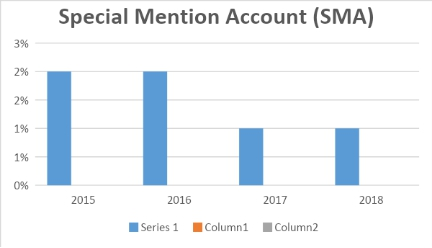 Special Mention Account (SMA)
3%
2%
2%
1%
1%
0%
2015 2016 2017 2018
Series 1 Column1 Column2